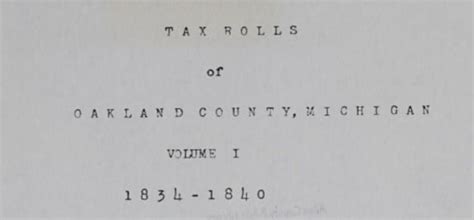 TAX ROLLS
of
OAKLAND COUNTY, MICHIGAN
VOLUME I
1834-1840